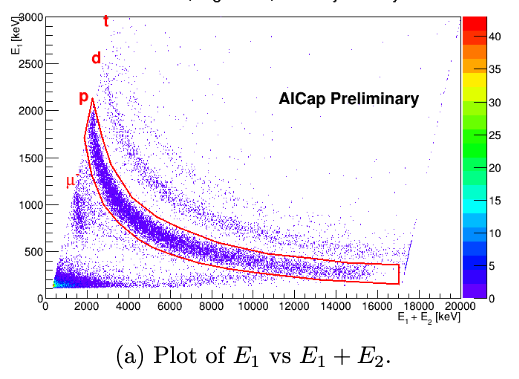 E₁ [keV]
3000
2500
2000
1500
1000
500
0
t
d
p
μ⁻
AlCap Preliminary
0 2000 4000 6000 8000 10000 12000 14000 16000 18000 20000
E₁ + E₂ [keV]
40
35
30
25
20
15
10
5
0
(a) Plot of E₁ vs E₁ + E₂.